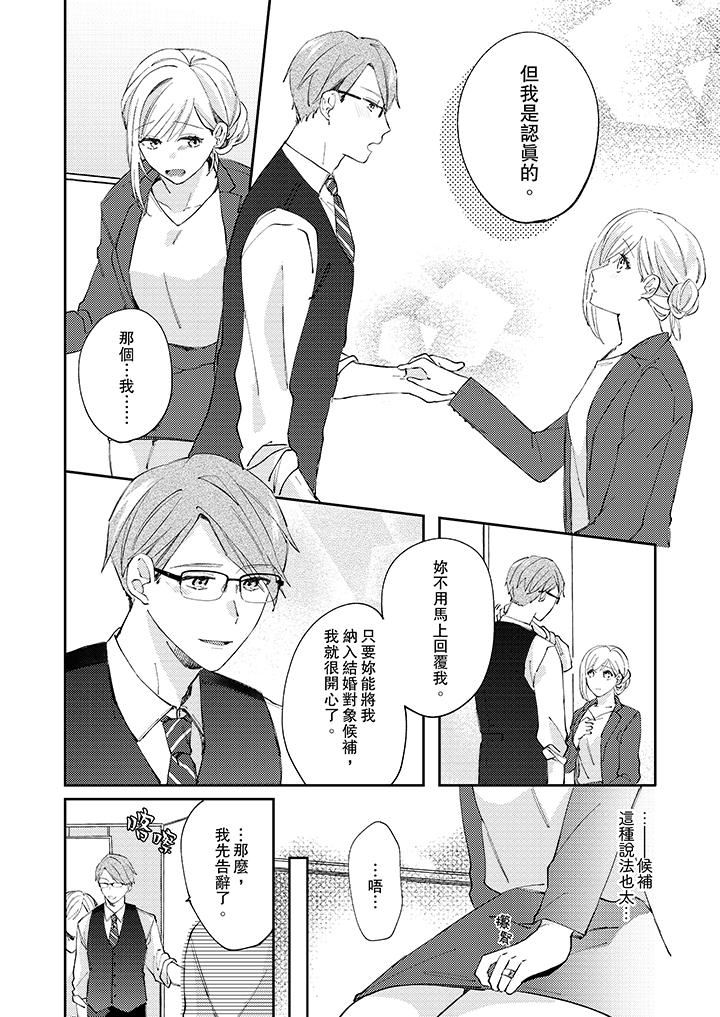 但我是認真的。
那個…我……
妳不用馬上回覆我。
只要妳能將我
納入結婚對象候補，
我就很開心了。
…——候補
這種說法也太…
…唔…
…那麼，
我先告辭了。